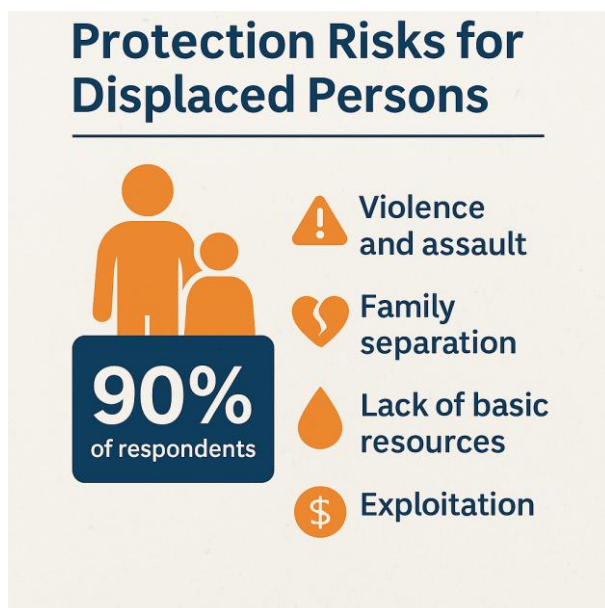 Protection Risks for
Displaced Persons
90%
of respondents
Violence
and assault
Family
separation
Lack of basic
resources
$
Exploitation